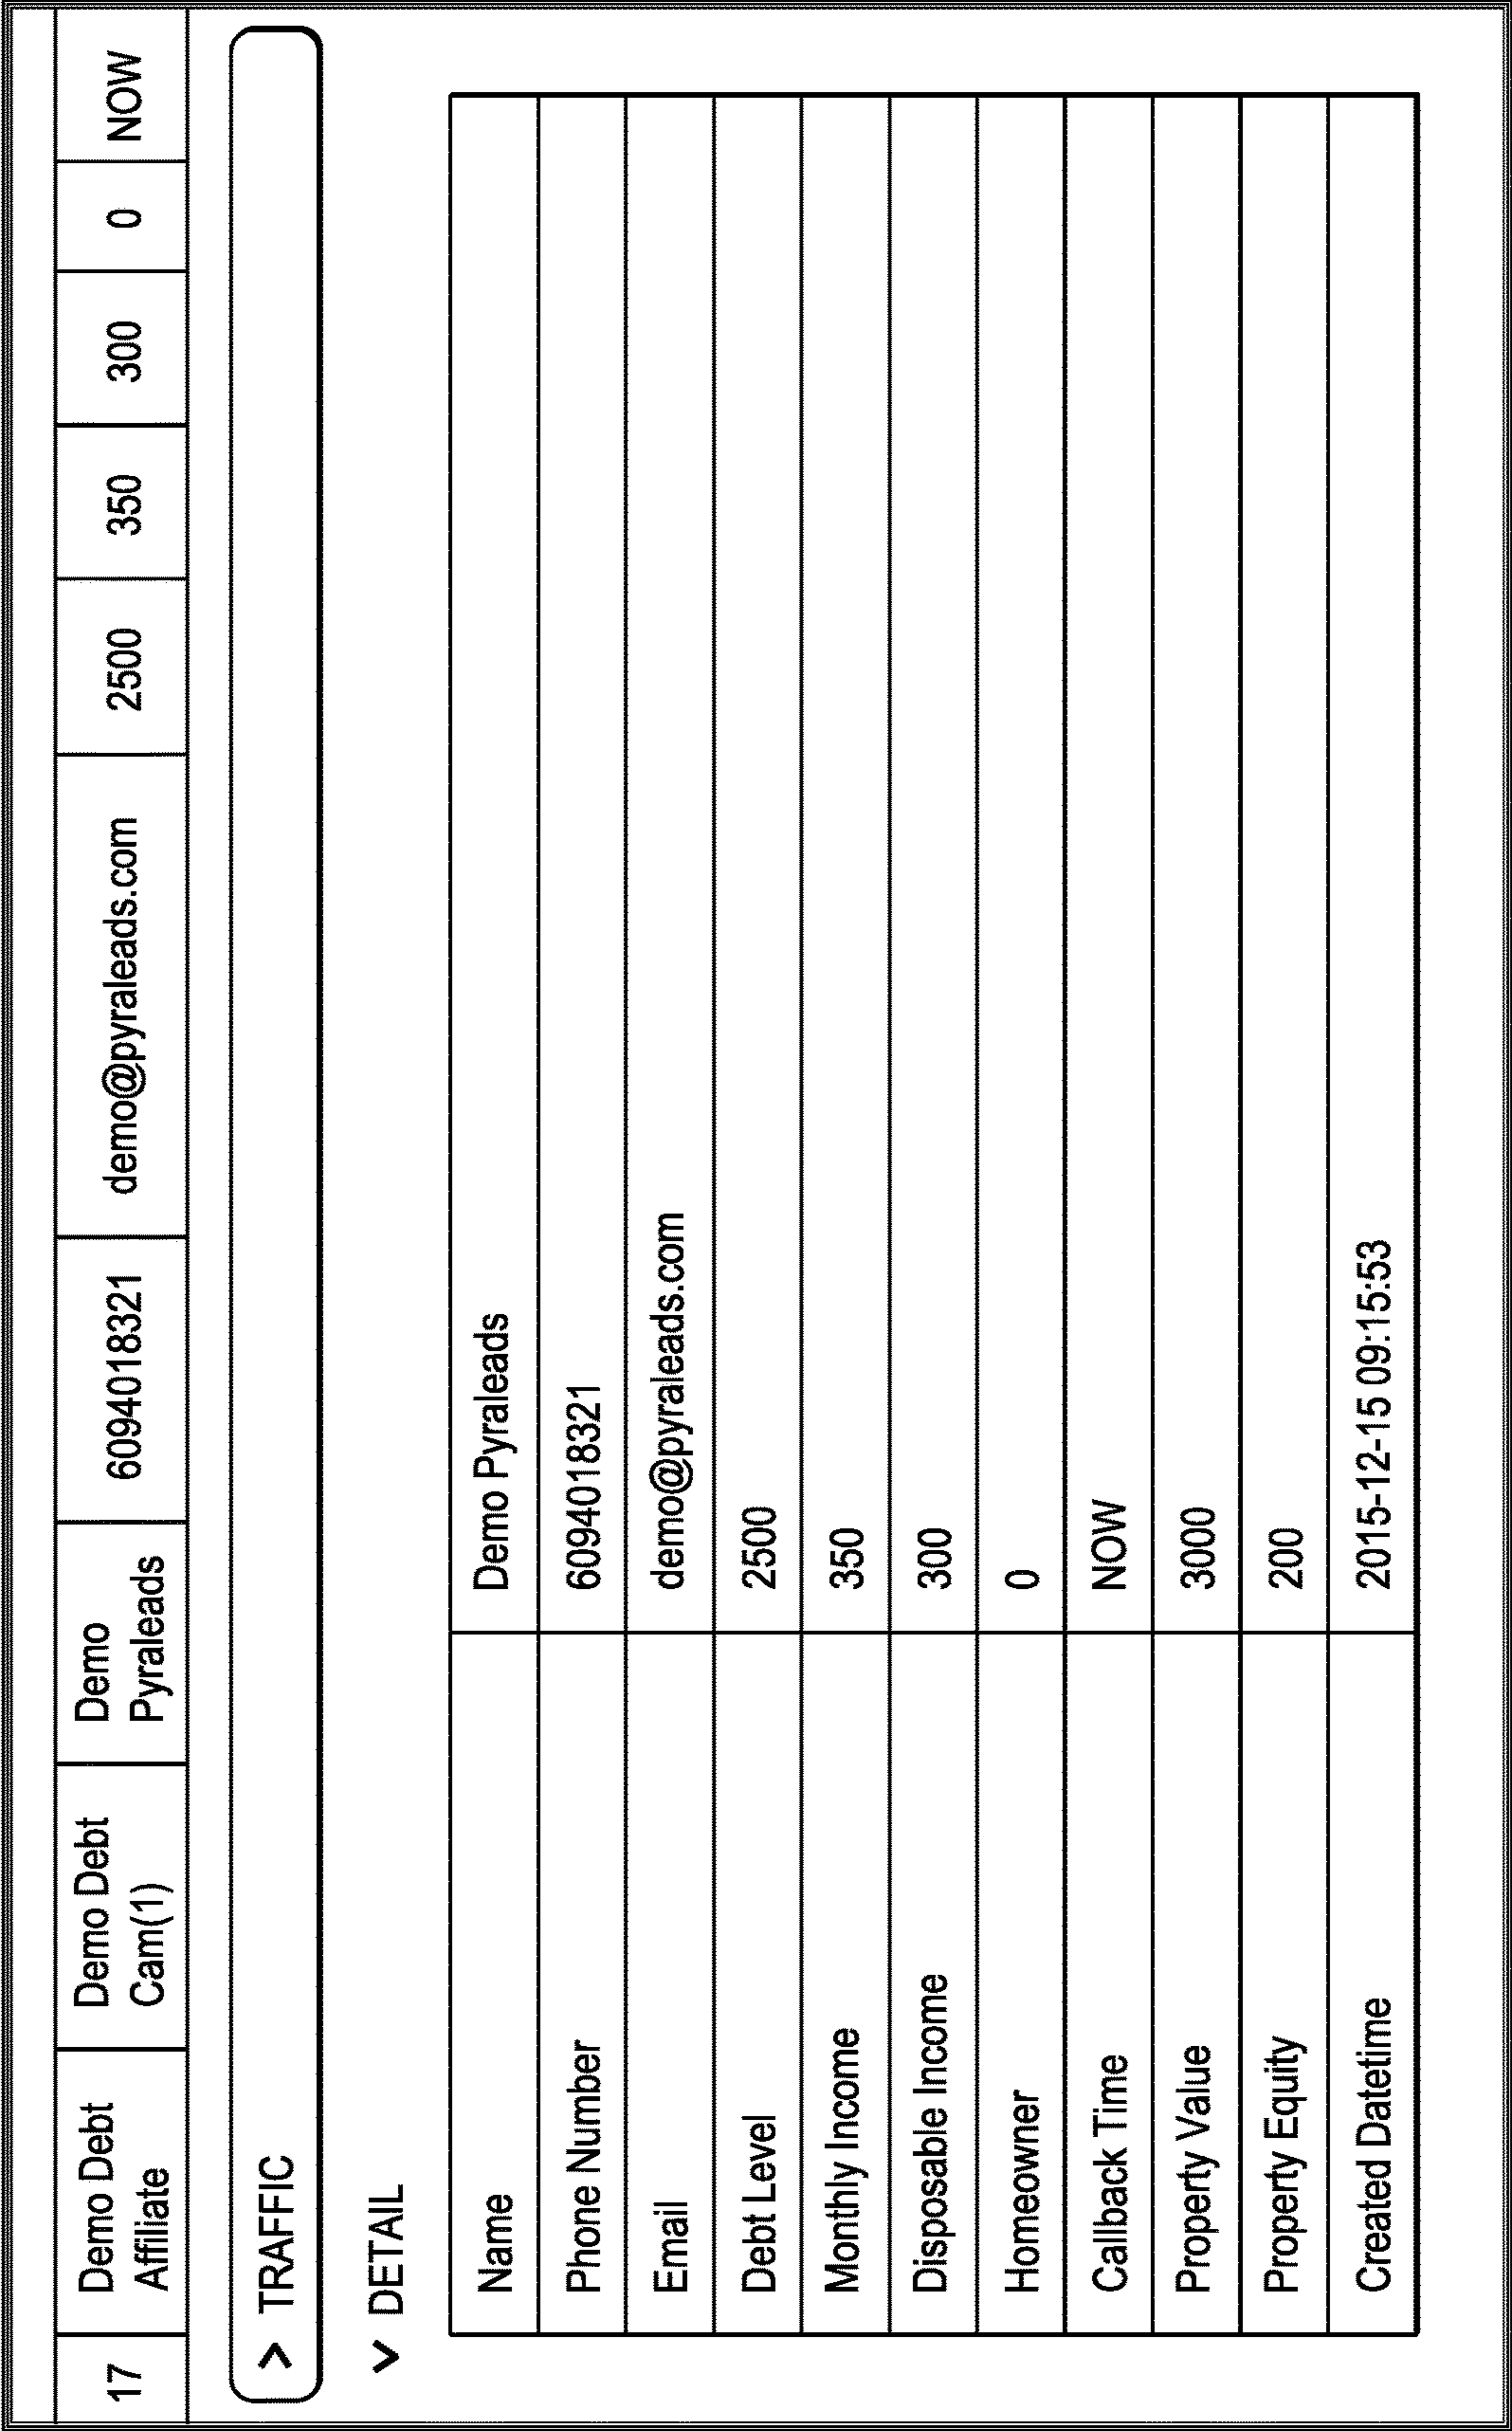 17 Demo Debt Affiliate Demo Debt Cam(1) Demo Pyraleads 6094018321 demo@pyraleads.com 2500 350 300 0 NOW
> TRAFFIC
v DETAIL
Name Demo Pyraleads
Phone Number 6094018321
Email demo@pyraleads.com
Debt Level 2500
Monthly Income 350
Disposable Income 300
Homeowner 0
Callback Time NOW
Property Value 3000
Property Equity 200
Created Datetime 2015-12-15 09:15:53